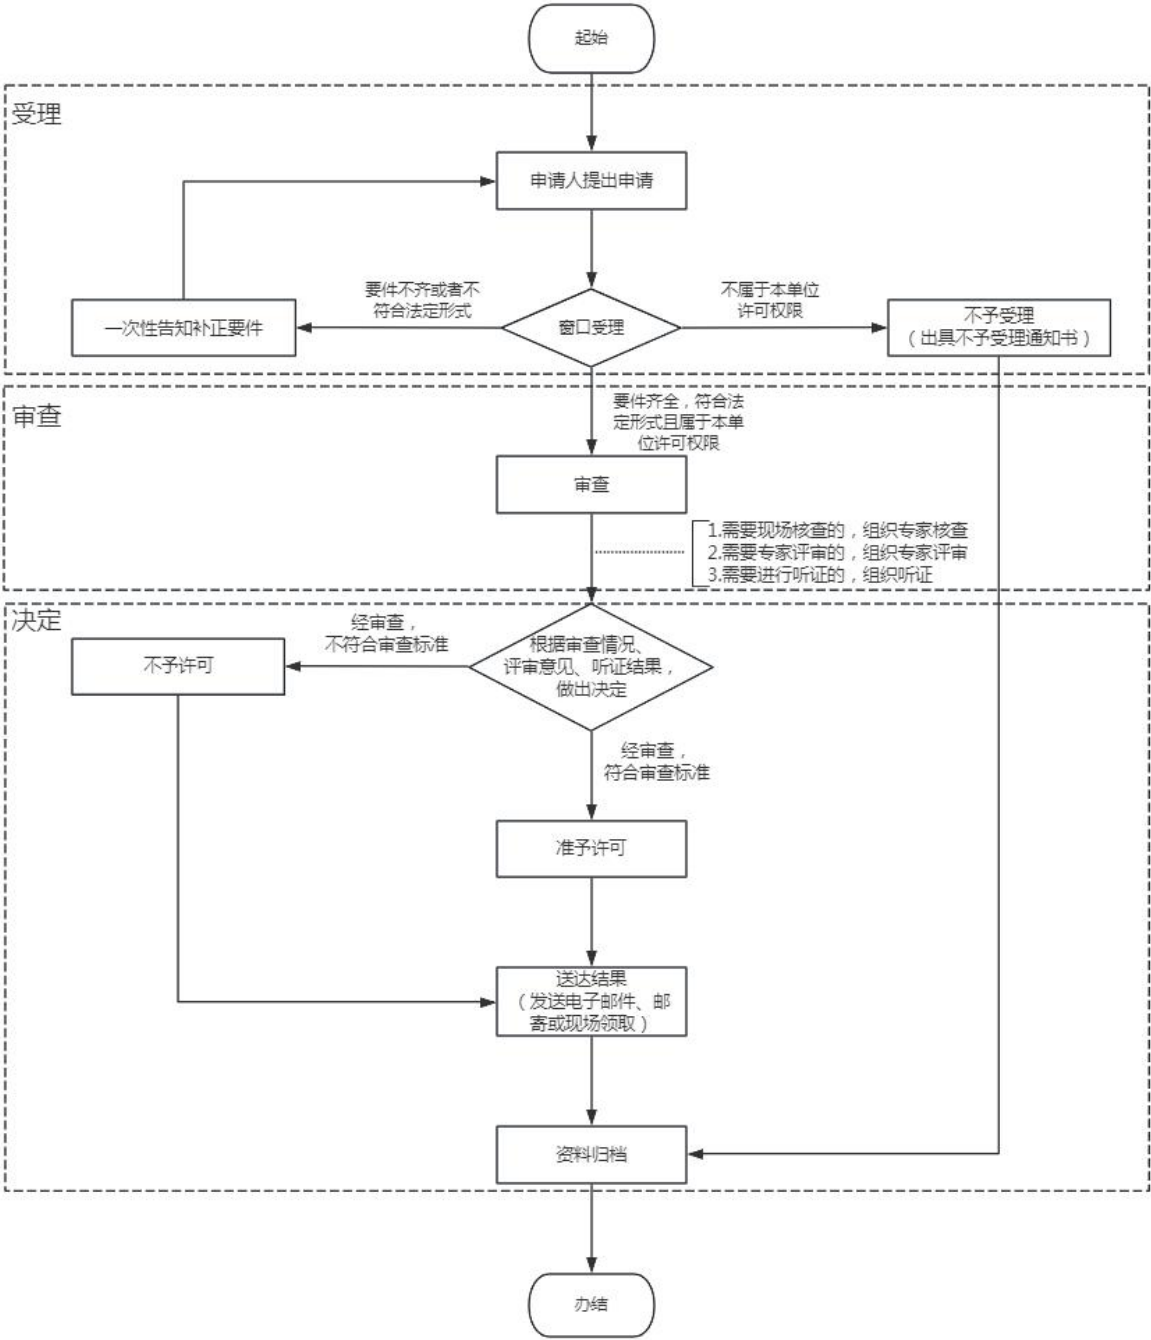 起始
受理
申请人提出申请
要件不齐或者不
符合法定形式
不属于本单位
许可权限
一次性告知补正要件
窗口受理
不予受理
（出具不予受理通知书）
审查
要件齐全，符合法
定形式且属于本单
位许可权限
审查
1.需要现场核查的，组织专家核查
2.需要专家评审的，组织专家评审
3.需要进行听证的，组织听证
决定
经审查，
不符合审查标准
不予许可
根据审查情况、
评审意见、听证结果，
做出决定
经审查，
符合审查标准
准予许可
送达结果
（发送电子邮件、邮
寄或现场领取）
资料归档
办结